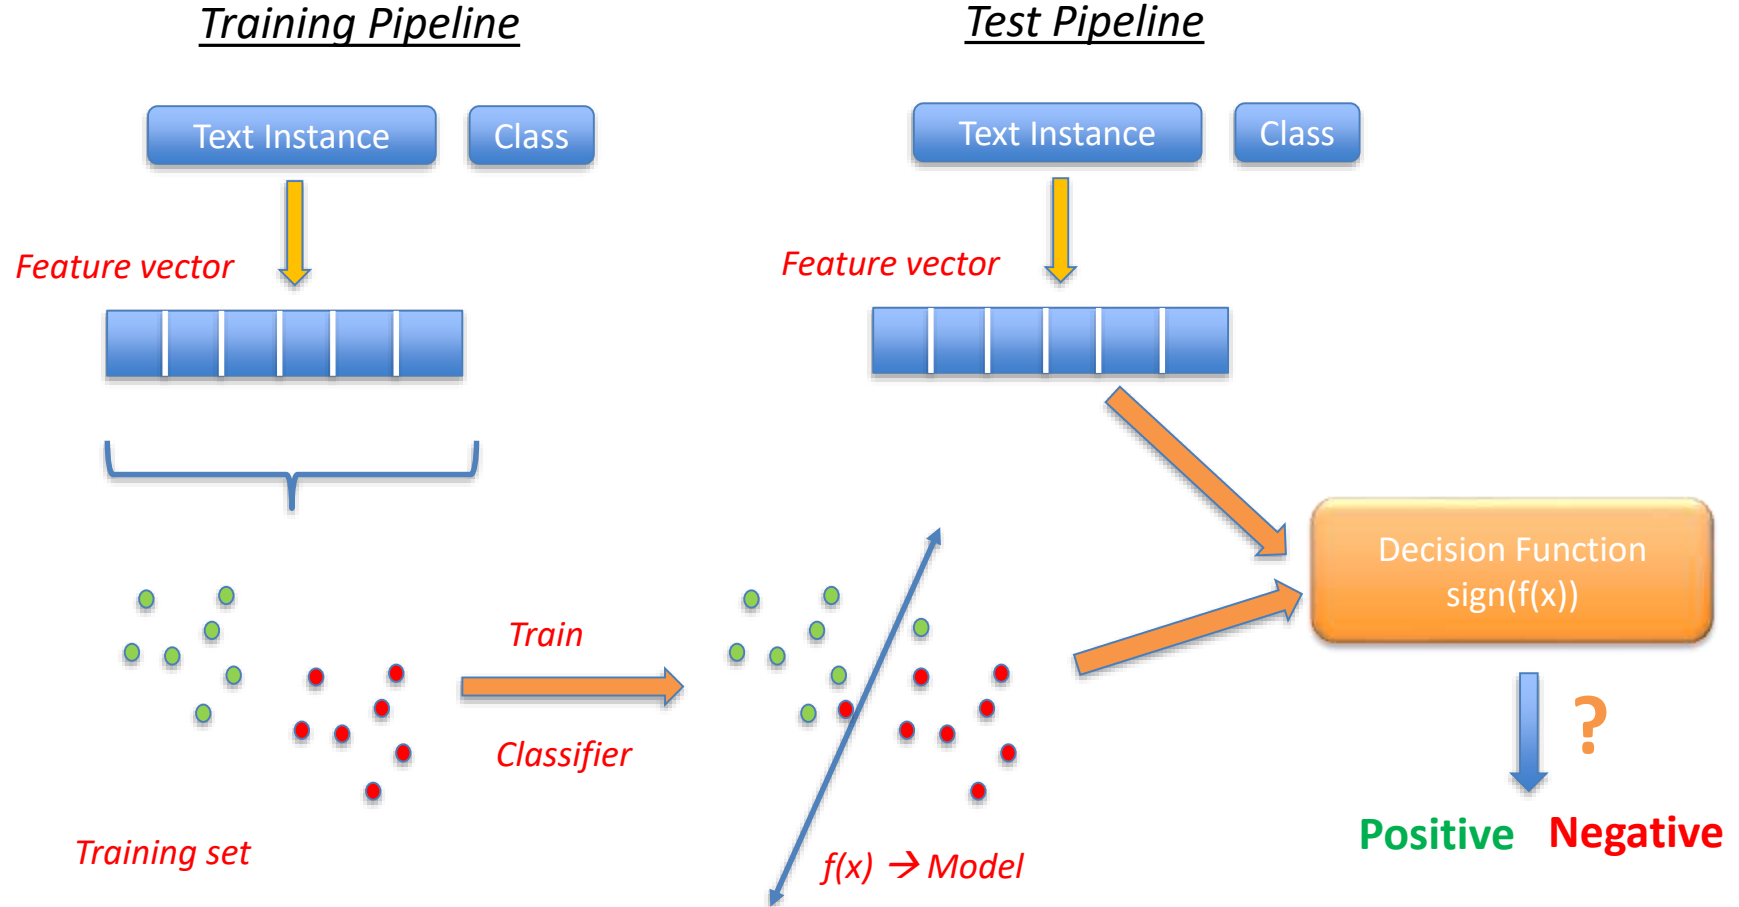 Training Pipeline
Test Pipeline
Text Instance
Class
Text Instance
Class
Feature vector
Feature vector
Decision Function
sign(f(x))
Train
Classifier
?
Positive
Negative
Training set
f(x) → Model